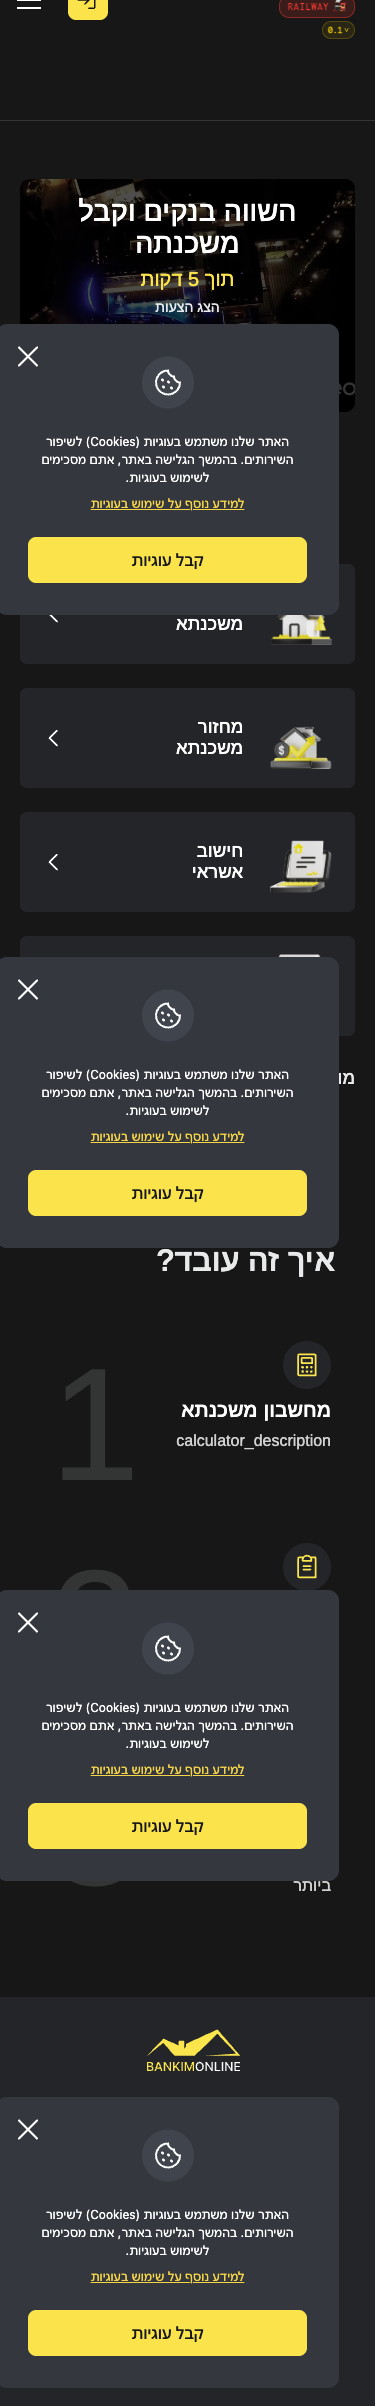 RAILWAY
v 0.1
השווה בנקים וקבל
משכנתה
תוך 5 דקות
הצג הצעות
eo
האתר שלנו משתמש בעוגיות (Cookies) לשיפור
השירותים. בהמשך הגלישה באתר, אתם מסכימים
לשימוש בעוגיות.
למידע נוסף על שימוש בעוגיות
קבל עוגיות
משכנתא
מחזור
משכנתא
חישוב
אשראי
האתר שלנו משתמש בעוגיות (Cookies) לשיפור
השירותים. בהמשך הגלישה באתר, אתם מסכימים
לשימוש בעוגיות.
למידע נוסף על שימוש בעוגיות
קבל עוגיות
איך זה עובד?
1
מחשבון משכנתא
calculator_description
האתר שלנו משתמש בעוגיות (Cookies) לשיפור
השירותים. בהמשך הגלישה באתר, אתם מסכימים
לשימוש בעוגיות.
למידע נוסף על שימוש בעוגיות
קבל עוגיות
ביותר
BANKIMONLINE
האתר שלנו משתמש בעוגיות (Cookies) לשיפור
השירותים. בהמשך הגלישה באתר, אתם מסכימים
לשימוש בעוגיות.
למידע נוסף על שימוש בעוגיות
קבל עוגיות